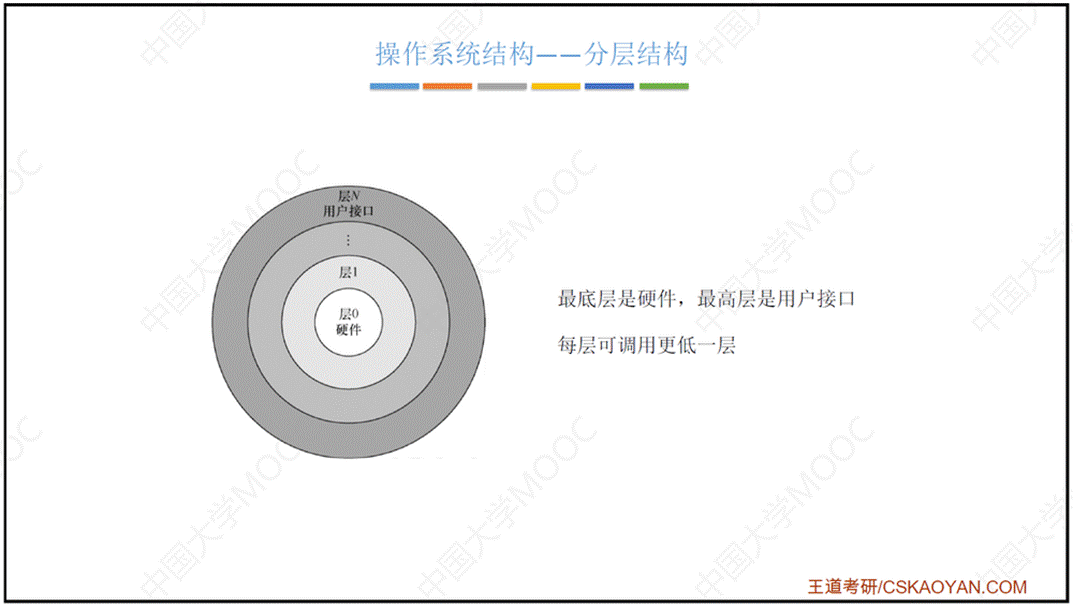 操作系统结构——分层结构
层N
用户接口
⋮
层1
层0
硬件
最底层是硬件，最高层是用户接口
每层可调用更低一层
中国大学MOOC
王道考研/CSKAOYAN.COM